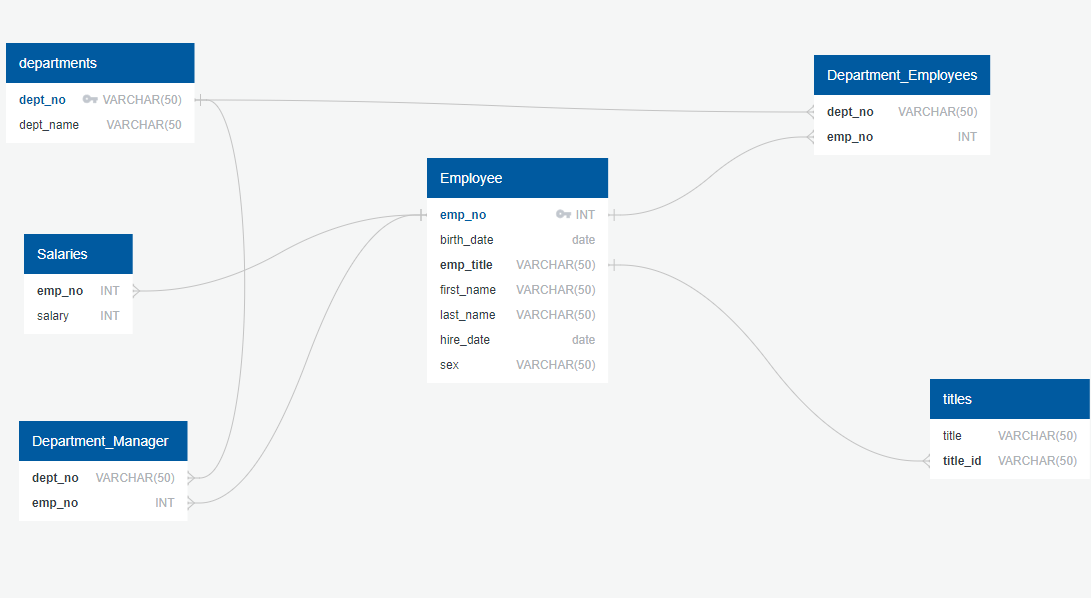 departments
dept_no VARCHAR(50)
dept_name VARCHAR(50
Department_Employees
dept_no VARCHAR(50)
emp_no INT
Employee
emp_no INT
birth_date date
emp_title VARCHAR(50)
first_name VARCHAR(50)
last_name VARCHAR(50)
hire_date date
sex VARCHAR(50)
Salaries
emp_no INT
salary INT
titles
title VARCHAR(50)
title_id VARCHAR(50)
Department_Manager
dept_no VARCHAR(50)
emp_no INT